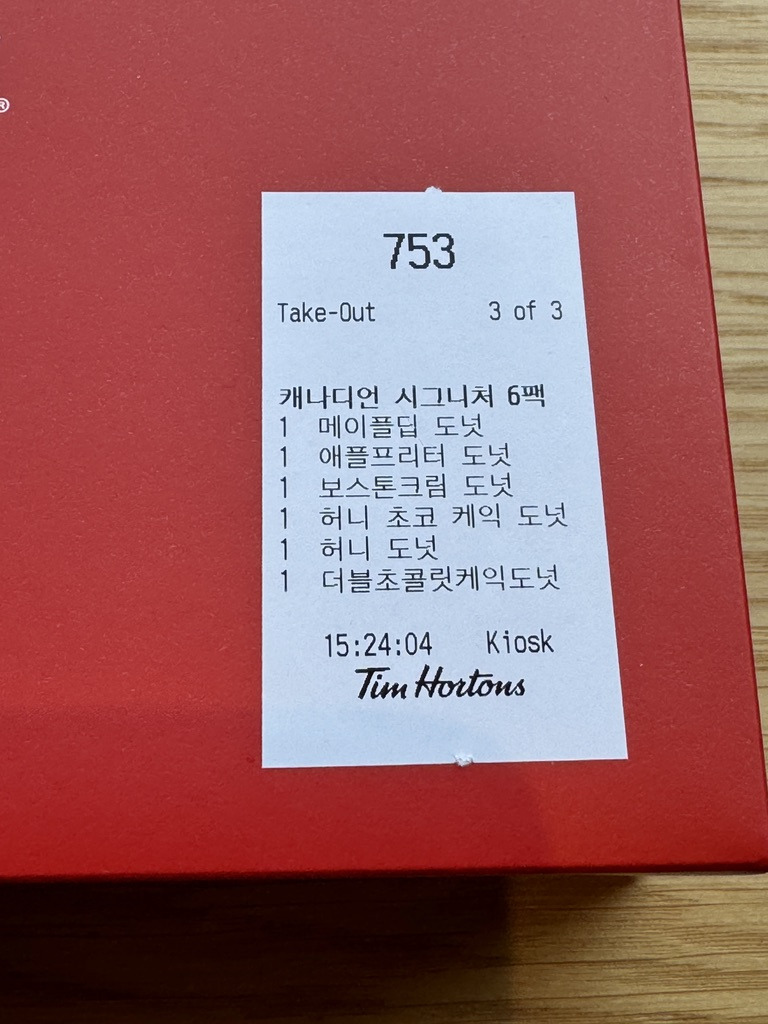 ®
753
Take-Out 3 of 3
캐나디언 시그니처 6팩
1 메이플딥 도넛
1 애플프리터 도넛
1 보스톤크림 도넛
1 허니 초코 케익 도넛
1 허니 도넛
1 더블초콜릿케익도넛
15:24:04 Kiosk
Tim Hortons